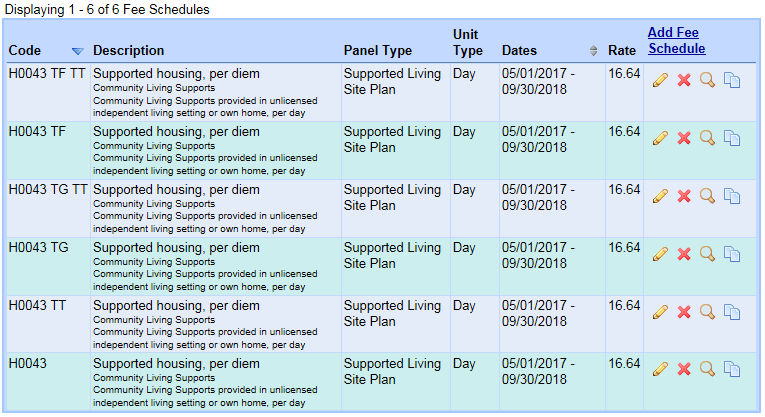 Displaying 1 - 6 of 6 Fee Schedules
Code Description Panel Type Unit Type Dates Rate Add Fee Schedule
H0043 TF TT Supported housing, per diem Supported Living Day 05/01/2017 - 16.64
Community Living Supports Site Plan 09/30/2018
Community Living Supports provided in unlicensed
independent living setting or own home, per day
H0043 TF Supported housing, per diem Supported Living Day 05/01/2017 - 16.64
Community Living Supports Site Plan 09/30/2018
Community Living Supports provided in unlicensed
independent living setting or own home, per day
H0043 TG TT Supported housing, per diem Supported Living Day 05/01/2017 - 16.64
Community Living Supports Site Plan 09/30/2018
Community Living Supports provided in unlicensed
independent living setting or own home, per day
H0043 TG Supported housing, per diem Supported Living Day 05/01/2017 - 16.64
Community Living Supports Site Plan 09/30/2018
Community Living Supports provided in unlicensed
independent living setting or own home, per day
H0043 TT Supported housing, per diem Supported Living Day 05/01/2017 - 16.64
Community Living Supports Site Plan 09/30/2018
Community Living Supports provided in unlicensed
independent living setting or own home, per day
H0043 Supported housing, per diem Supported Living Day 05/01/2017 - 16.64
Community Living Supports Site Plan 09/30/2018
Community Living Supports provided in unlicensed
independent living setting or own home, per day